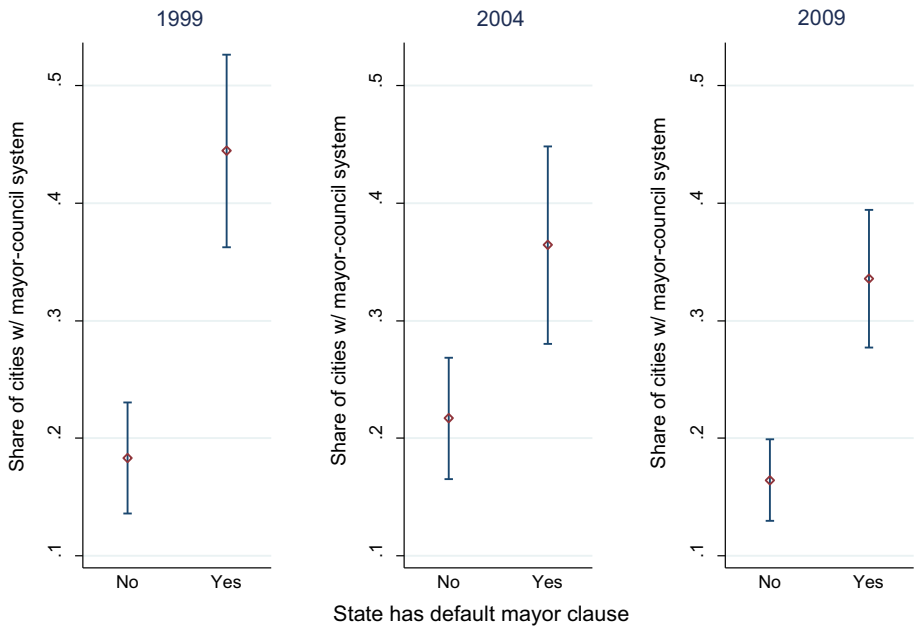 1999
2004
2009
Share of cities w/ mayor-council system
.5
.4
.3
.2
.1
No
Yes
Share of cities w/ mayor-council system
.5
.4
.3
.2
.1
No
Yes
Share of cities w/ mayor-council system
.5
.4
.3
.2
.1
No
Yes
State has default mayor clause